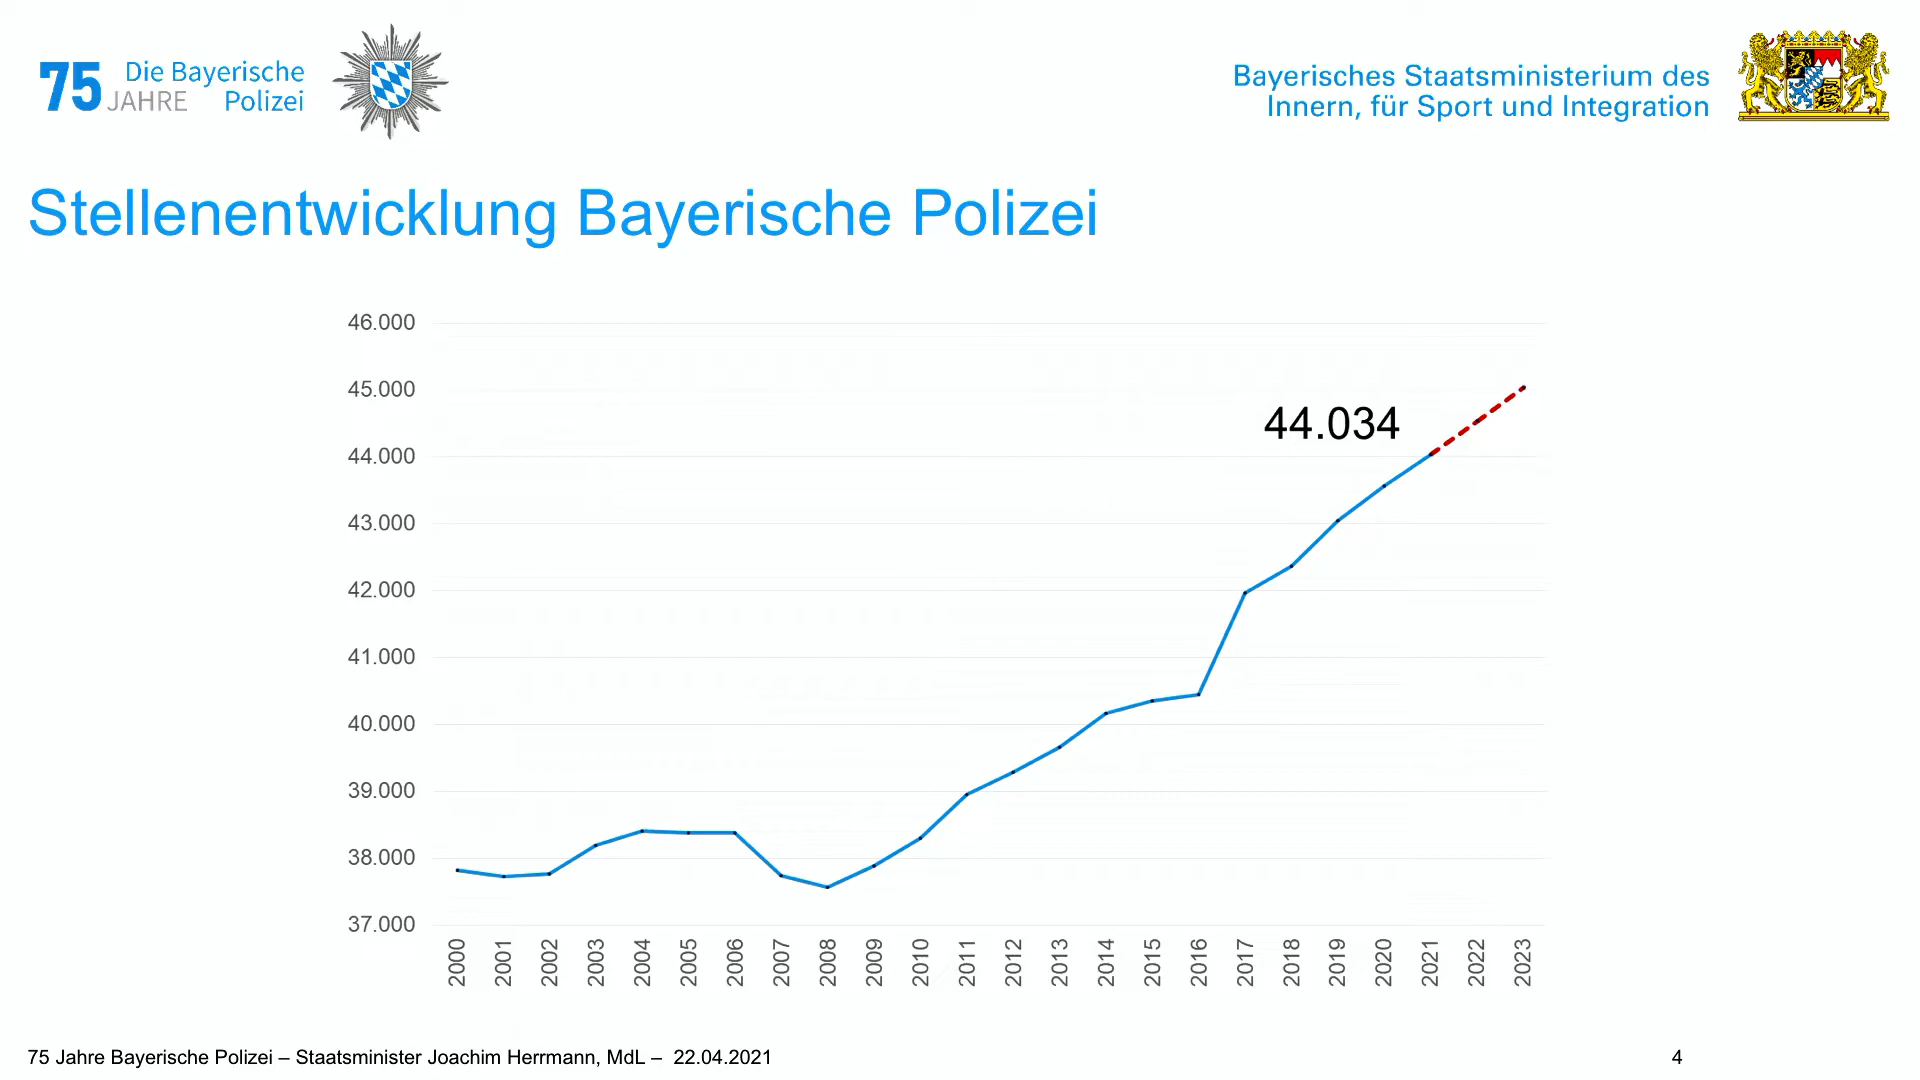 75 JAHRE
Die Bayerische
Polizei
Bayerisches Staatsministerium des
Innern, für Sport und Integration
Stellenentwicklung Bayerische Polizei
46.000
45.000
44.034
44.000
43.000
42.000
41.000
40.000
39.000
38.000
37.000
2000 2001 2002 2003 2004 2005 2006 2007 2008 2009 2010 2011 2012 2013 2014 2015 2016 2017 2018 2019 2020 2021 2022 2023
75 Jahre Bayerische Polizei – Staatsminister Joachim Herrmann, MdL – 22.04.2021
4